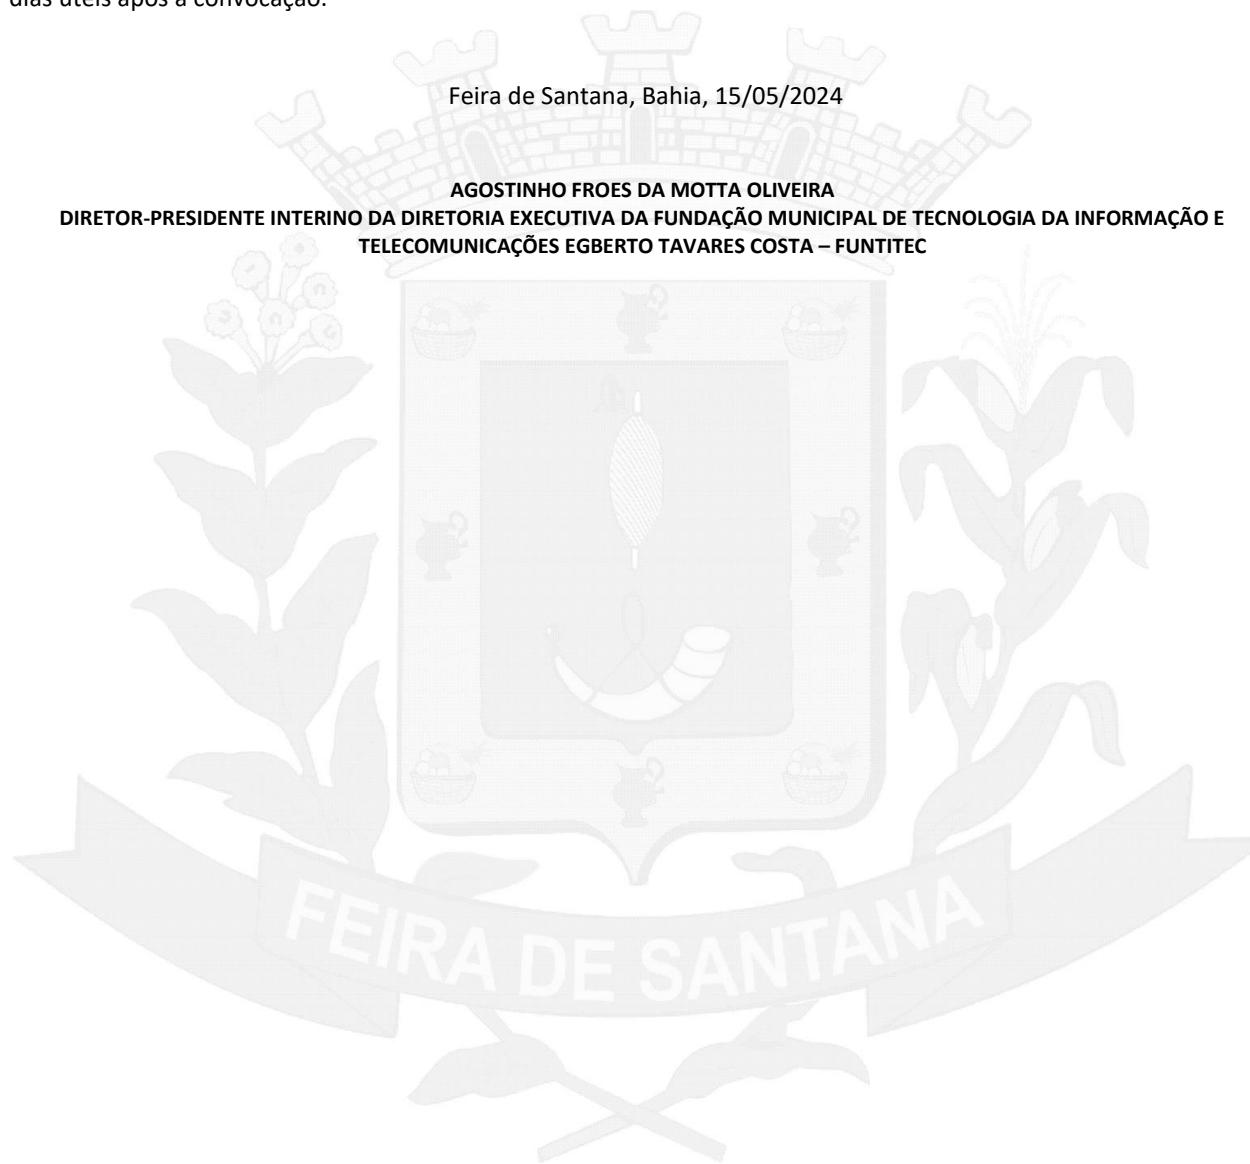 dias úteis após a convocação.
Feira de Santana, Bahia, 15/05/2024
AGOSTINHO FROES DA MOTTA OLIVEIRA
DIRETOR-PRESIDENTE INTERINO DA DIRETORIA EXECUTIVA DA FUNDAÇÃO MUNICIPAL DE TECNOLOGIA DA INFORMAÇÃO E
TELECOMUNICAÇÕES EGBERTO TAVARES COSTA – FUNTITEC
FEIRA DE SANTANA